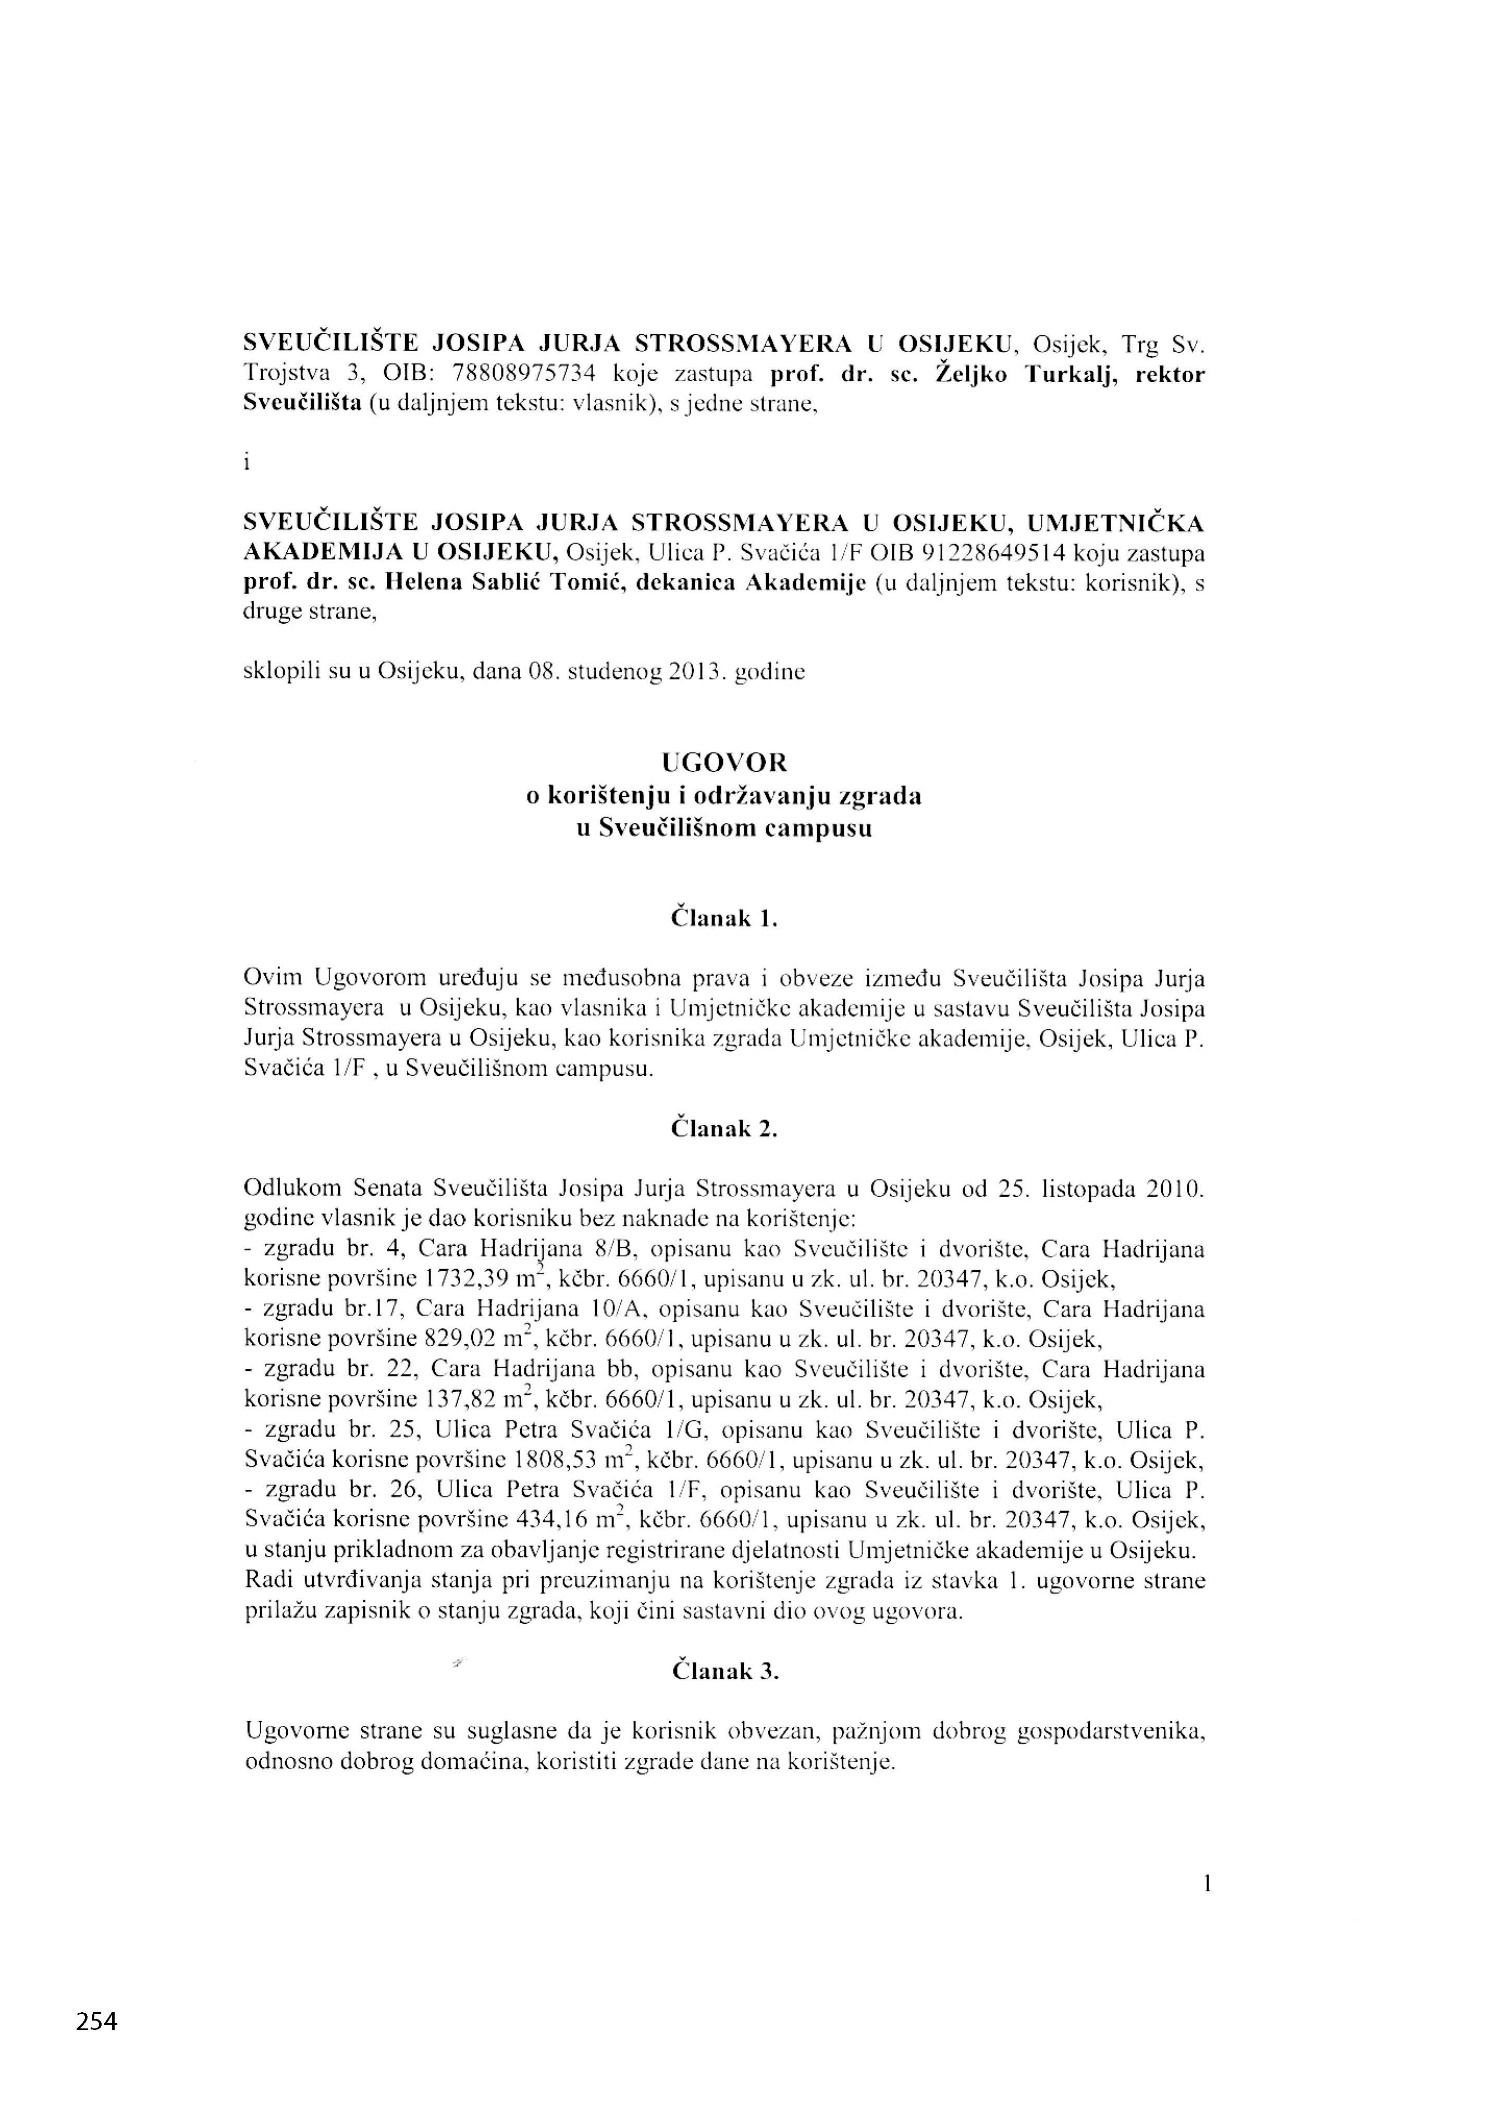 SVEUČILIŠTE JOSIPA JURJA STROSSMAYERA U OSIJEKU, Osijek, Trg Sv.
Trojstva 3, OIB: 78808975734 koje zastupa prof. dr. sc. Željko Turkalj, rektor
Sveučilišta (u daljnjem tekstu: vlasnik), s jedne strane,
i
SVEUČILIŠTE JOSIPA JURJA STROSSMAYERA U OSIJEKU, UMJETNIČKA
AKADEMIJA U OSIJEKU, Osijek, Ulica P. Svačića 1/F OIB 91228649514 koju zastupa
prof. dr. sc. Helena Sablić Tomić, dekanica Akademije (u daljnjem tekstu: korisnik), s
druge strane,
sklopili su u Osijeku, dana 08. studenog 2013. godine
UGOVOR
o korištenju i održavanju zgrada
u Sveučilišnom campusu
Članak 1.
Ovim Ugovorom uređuju se međusobna prava i obveze između Sveučilišta Josipa Jurja
Strossmayera u Osijeku, kao vlasnika i Umjetničke akademije u sastavu Sveučilišta Josipa
Jurja Strossmayera u Osijeku, kao korisnika zgrada Umjetničke akademije, Osijek, Ulica P.
Svačića 1/F , u Sveučilišnom campusu.
Članak 2.
Odlukom Senata Sveučilišta Josipa Jurja Strossmayera u Osijeku od 25. listopada 2010.
godine vlasnik je dao korisniku bez naknade na korištenje:
- zgradu br. 4, Cara Hadrijana 8/B, opisanu kao Sveučilište i dvorište, Cara Hadrijana
korisne površine 1732,39 m², kčbr. 6660/1, upisanu u zk. ul. br. 20347, k.o. Osijek,
- zgradu br.17, Cara Hadrijana 10/A, opisanu kao Sveučilište i dvorište, Cara Hadrijana
korisne površine 829,02 m², kčbr. 6660/1, upisanu u zk. ul. br. 20347, k.o. Osijek,
- zgradu br. 22, Cara Hadrijana bb, opisanu kao Sveučilište i dvorište, Cara Hadrijana
korisne površine 137,82 m², kčbr. 6660/1, upisanu u zk. ul. br. 20347, k.o. Osijek,
- zgradu br. 25, Ulica Petra Svačića 1/G, opisanu kao Sveučilište i dvorište, Ulica P.
Svačića korisne površine 1808,53 m², kčbr. 6660/1, upisanu u zk. ul. br. 20347, k.o. Osijek,
- zgradu br. 26, Ulica Petra Svačića 1/F, opisanu kao Sveučilište i dvorište, Ulica P.
Svačića korisne površine 434,16 m², kčbr. 6660/1, upisanu u zk. ul. br. 20347, k.o. Osijek,
u stanju prikladnom za obavljanje registrirane djelatnosti Umjetničke akademije u Osijeku.
Radi utvrđivanja stanja pri preuzimanju na korištenje zgrada iz stavka 1. ugovorne strane
prilažu zapisnik o stanju zgrada, koji čini sastavni dio ovog ugovora.
Članak 3.
Ugovorne strane su suglasne da je korisnik obvezan, pažnjom dobrog gospodarstvenika,
odnosno dobrog domaćina, koristiti zgrade dane na korištenje.
1
254